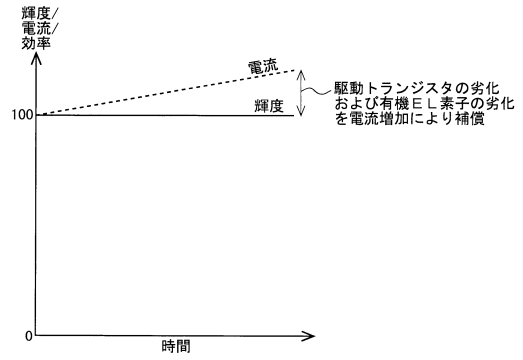 輝度/
電流/
効率
電流
駆動トランジスタの劣化
および有機EL素子の劣化
を電流増加により補償
輝度
100
0
時間